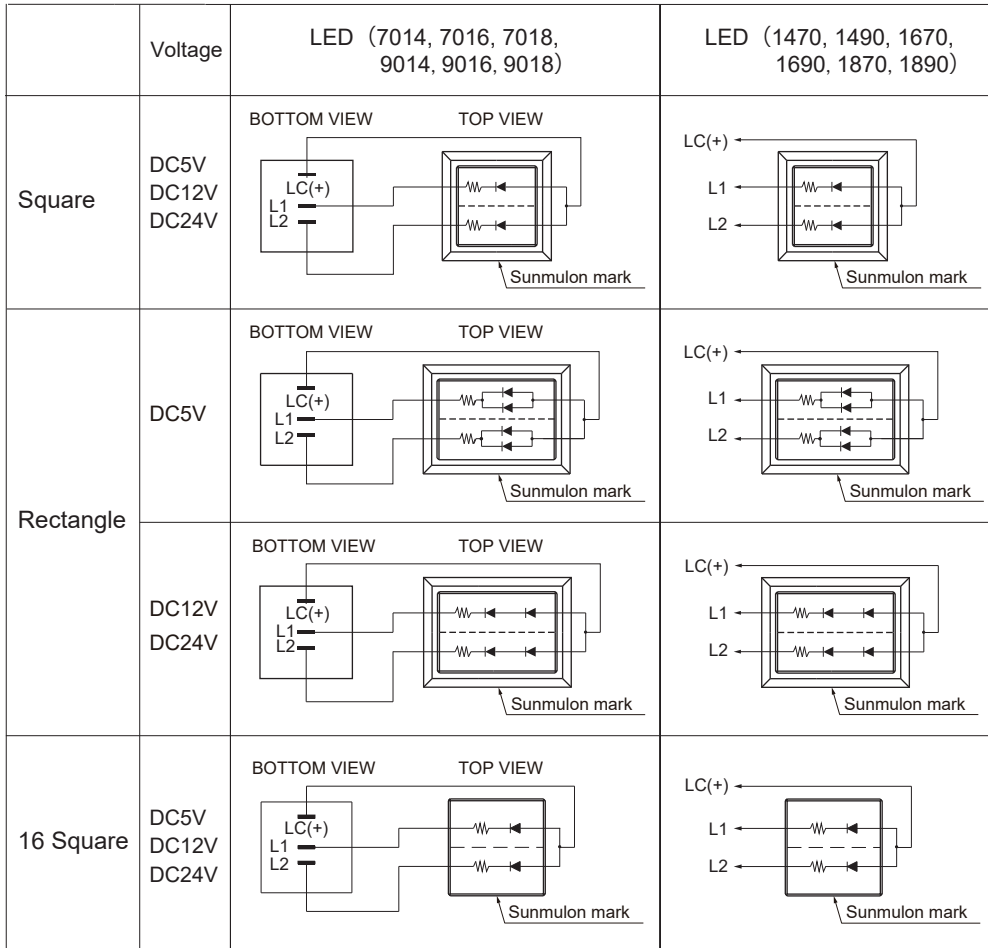 Voltage
LED（7014, 7016, 7018,
9014, 9016, 9018）
LED（1470, 1490, 1670,
1690, 1870, 1890）
Square
DC5V
DC12V
DC24V
BOTTOM VIEW
TOP VIEW
LC(+)
L1
L2
Sunmulon mark
LC(+)
L1
L2
Sunmulon mark
Rectangle
DC5V
BOTTOM VIEW
TOP VIEW
LC(+)
L1
L2
Sunmulon mark
LC(+)
L1
L2
Sunmulon mark
DC12V
DC24V
BOTTOM VIEW
TOP VIEW
LC(+)
L1
L2
Sunmulon mark
LC(+)
L1
L2
Sunmulon mark
16 Square
DC5V
DC12V
DC24V
BOTTOM VIEW
TOP VIEW
LC(+)
L1
L2
Sunmulon mark
LC(+)
L1
L2
Sunmulon mark